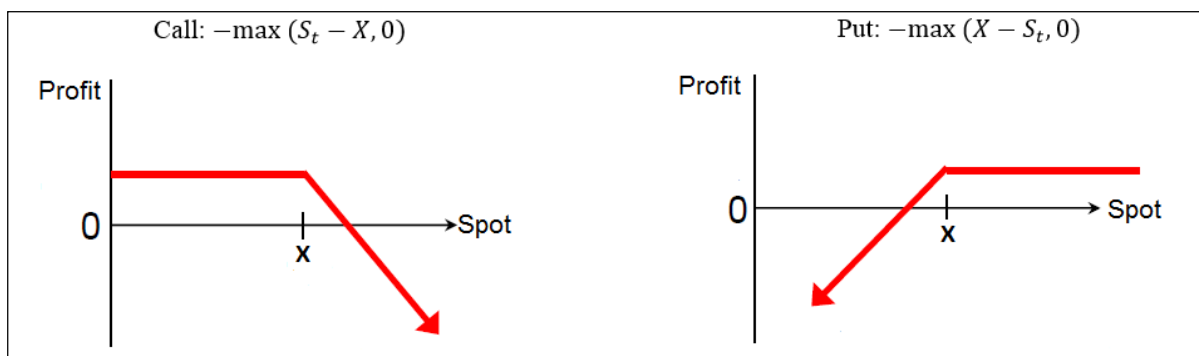 Call: −max (S_t − X, 0)
Profit
0
X
Spot
Put: −max (X − S_t, 0)
Profit
0
X
Spot